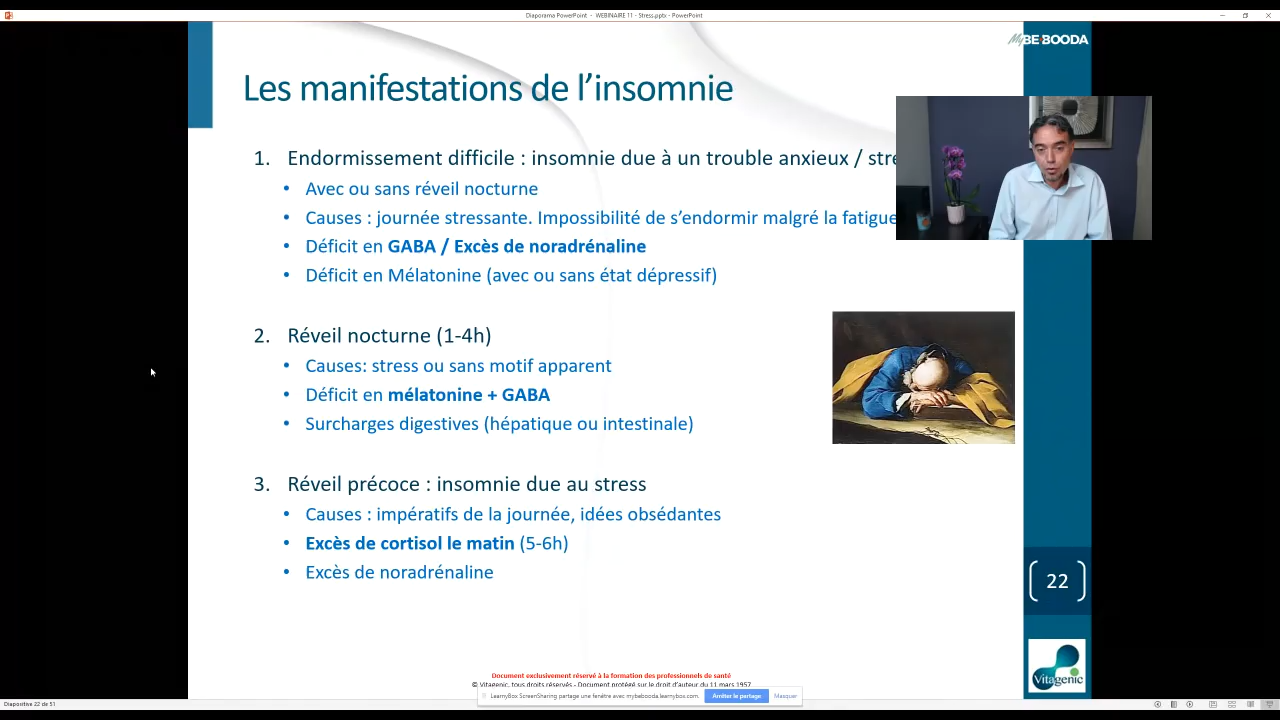 Diaporama PowerPoint - WEBINAIRE 11 - Stress.pptx - PowerPoint
MyBE-BOODA
Les manifestations de l'insomnie
1. Endormissement difficile : insomnie due à un trouble anxieux / stre
• Avec ou sans réveil nocturne
• Causes : journée stressante. Impossibilité de s'endormir malgré la fatigue
• Déficit en GABA / Excès de noradrénaline
• Déficit en Mélatonine (avec ou sans état dépressif)
2. Réveil nocturne (1-4h)
• Causes: stress ou sans motif apparent
• Déficit en mélatonine + GABA
• Surcharges digestives (hépatique ou intestinale)
3. Réveil précoce : insomnie due au stress
• Causes : impératifs de la journée, idées obsédantes
• Excès de cortisol le matin (5-6h)
• Excès de noradrénaline
22
Vitagenic
Document exclusivement réservé à la formation des professionnels de santé
© Vitagenic, tous droits réservés - Document protégé sur le droit d'auteur du 11 mars 1957
LearnyBox ScreenSharing partage une fenêtre avec mybebooda.learnybox.com.
Arrêter le partage
Masquer
Diapositive 22 de 51